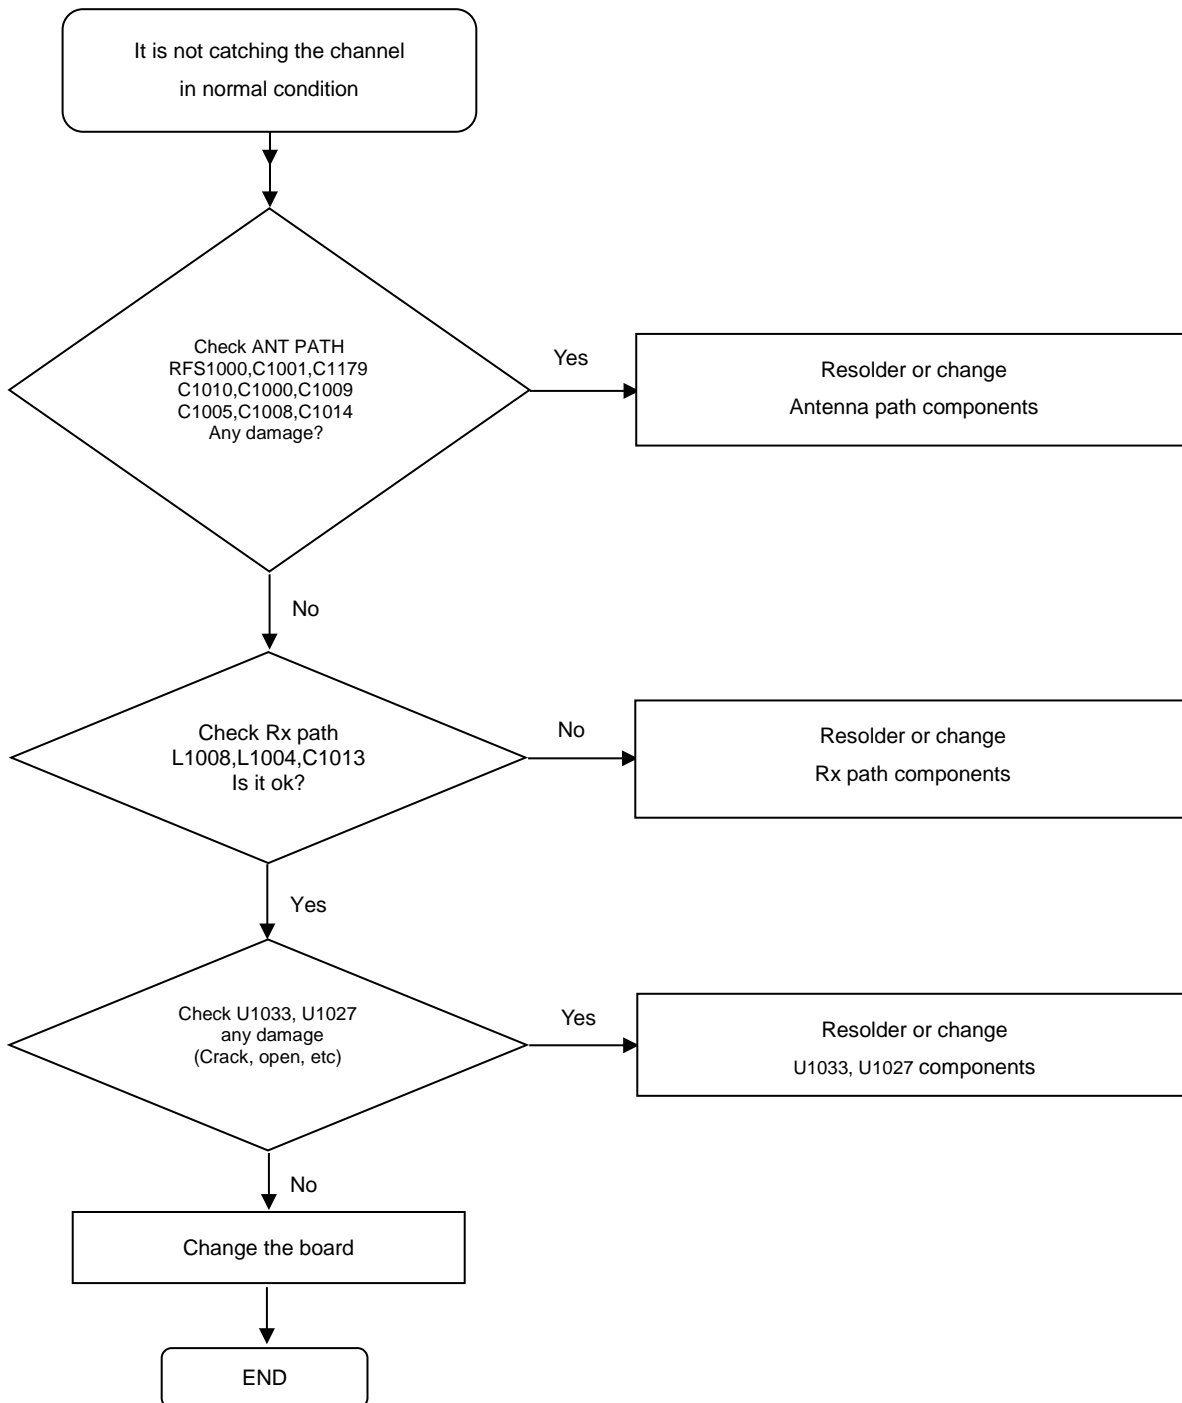 It is not catching the channel
in normal condition
Check ANT PATH
RFS1000,C1001,C1179
C1010,C1000,C1009
C1005,C1008,C1014
Any damage?
Yes
Resolder or change
Antenna path components
No
Check Rx path
L1008,L1004,C1013
Is it ok?
No
Resolder or change
Rx path components
Yes
Check U1033, U1027
any damage
(Crack, open, etc)
Yes
Resolder or change
U1033, U1027 components
No
Change the board
END